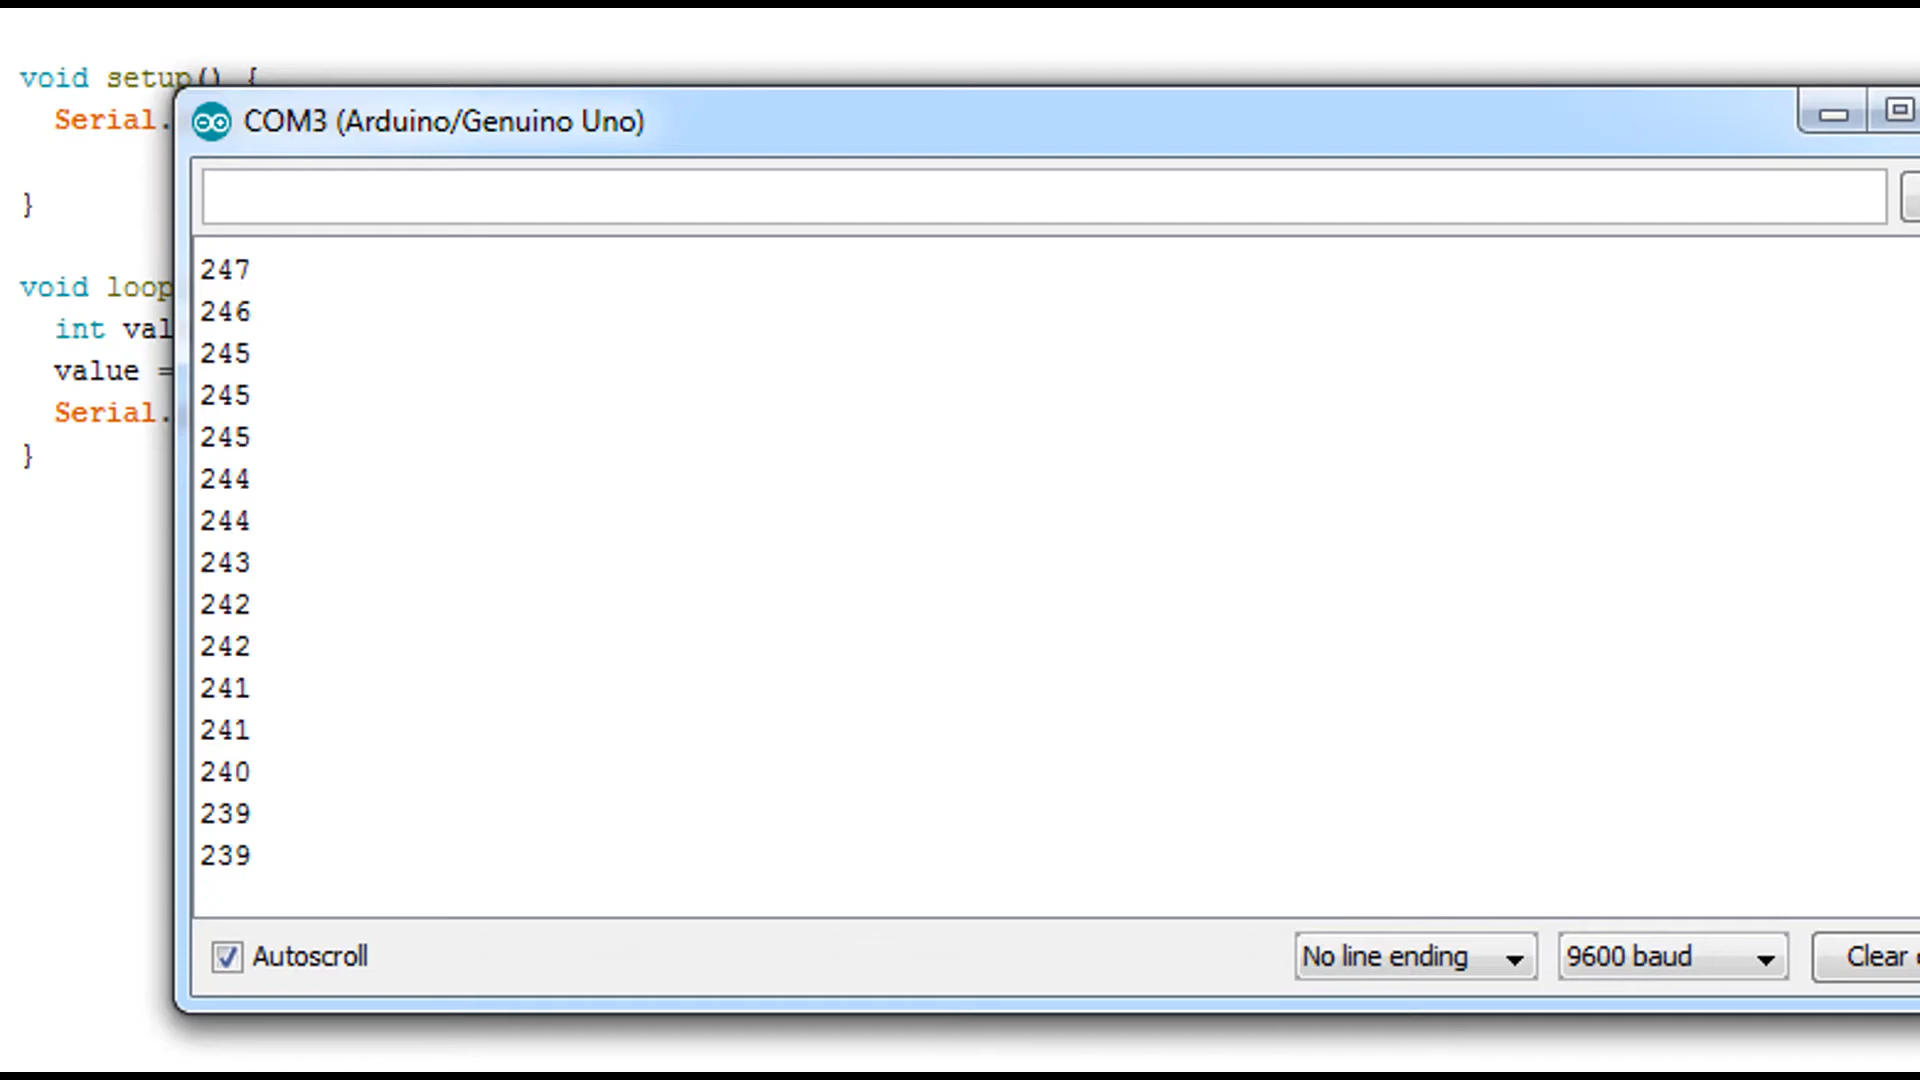 void setup() {
Serial.
}
void loop
int val
value =
Serial.
}
COM3 (Arduino/Genuino Uno)
247
246
245
245
245
244
244
243
242
242
241
241
240
239
239
Autoscroll
No line ending
9600 baud
Clear